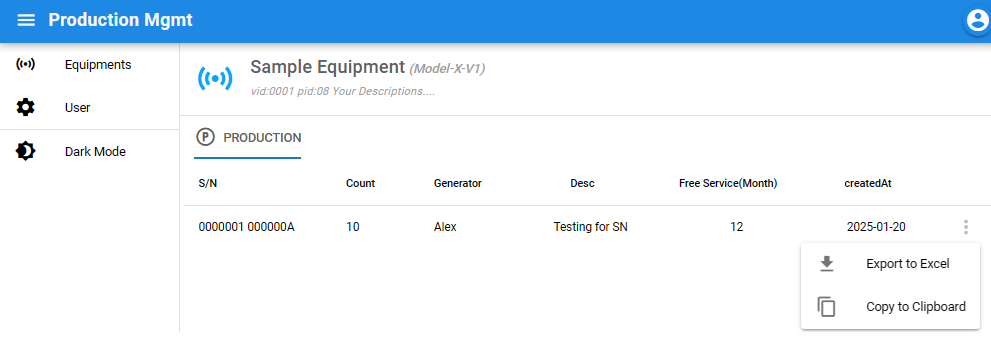 Production Mgmt
Equipments
User
Dark Mode
Sample Equipment (Model-X-V1)
vid:0001 pid:08 Your Descriptions....
P PRODUCTION
S/N Count Generator Desc Free Service(Month) createdAt
0000001 000000A 10 Alex Testing for SN 12 2025-01-20
Export to Excel
Copy to Clipboard